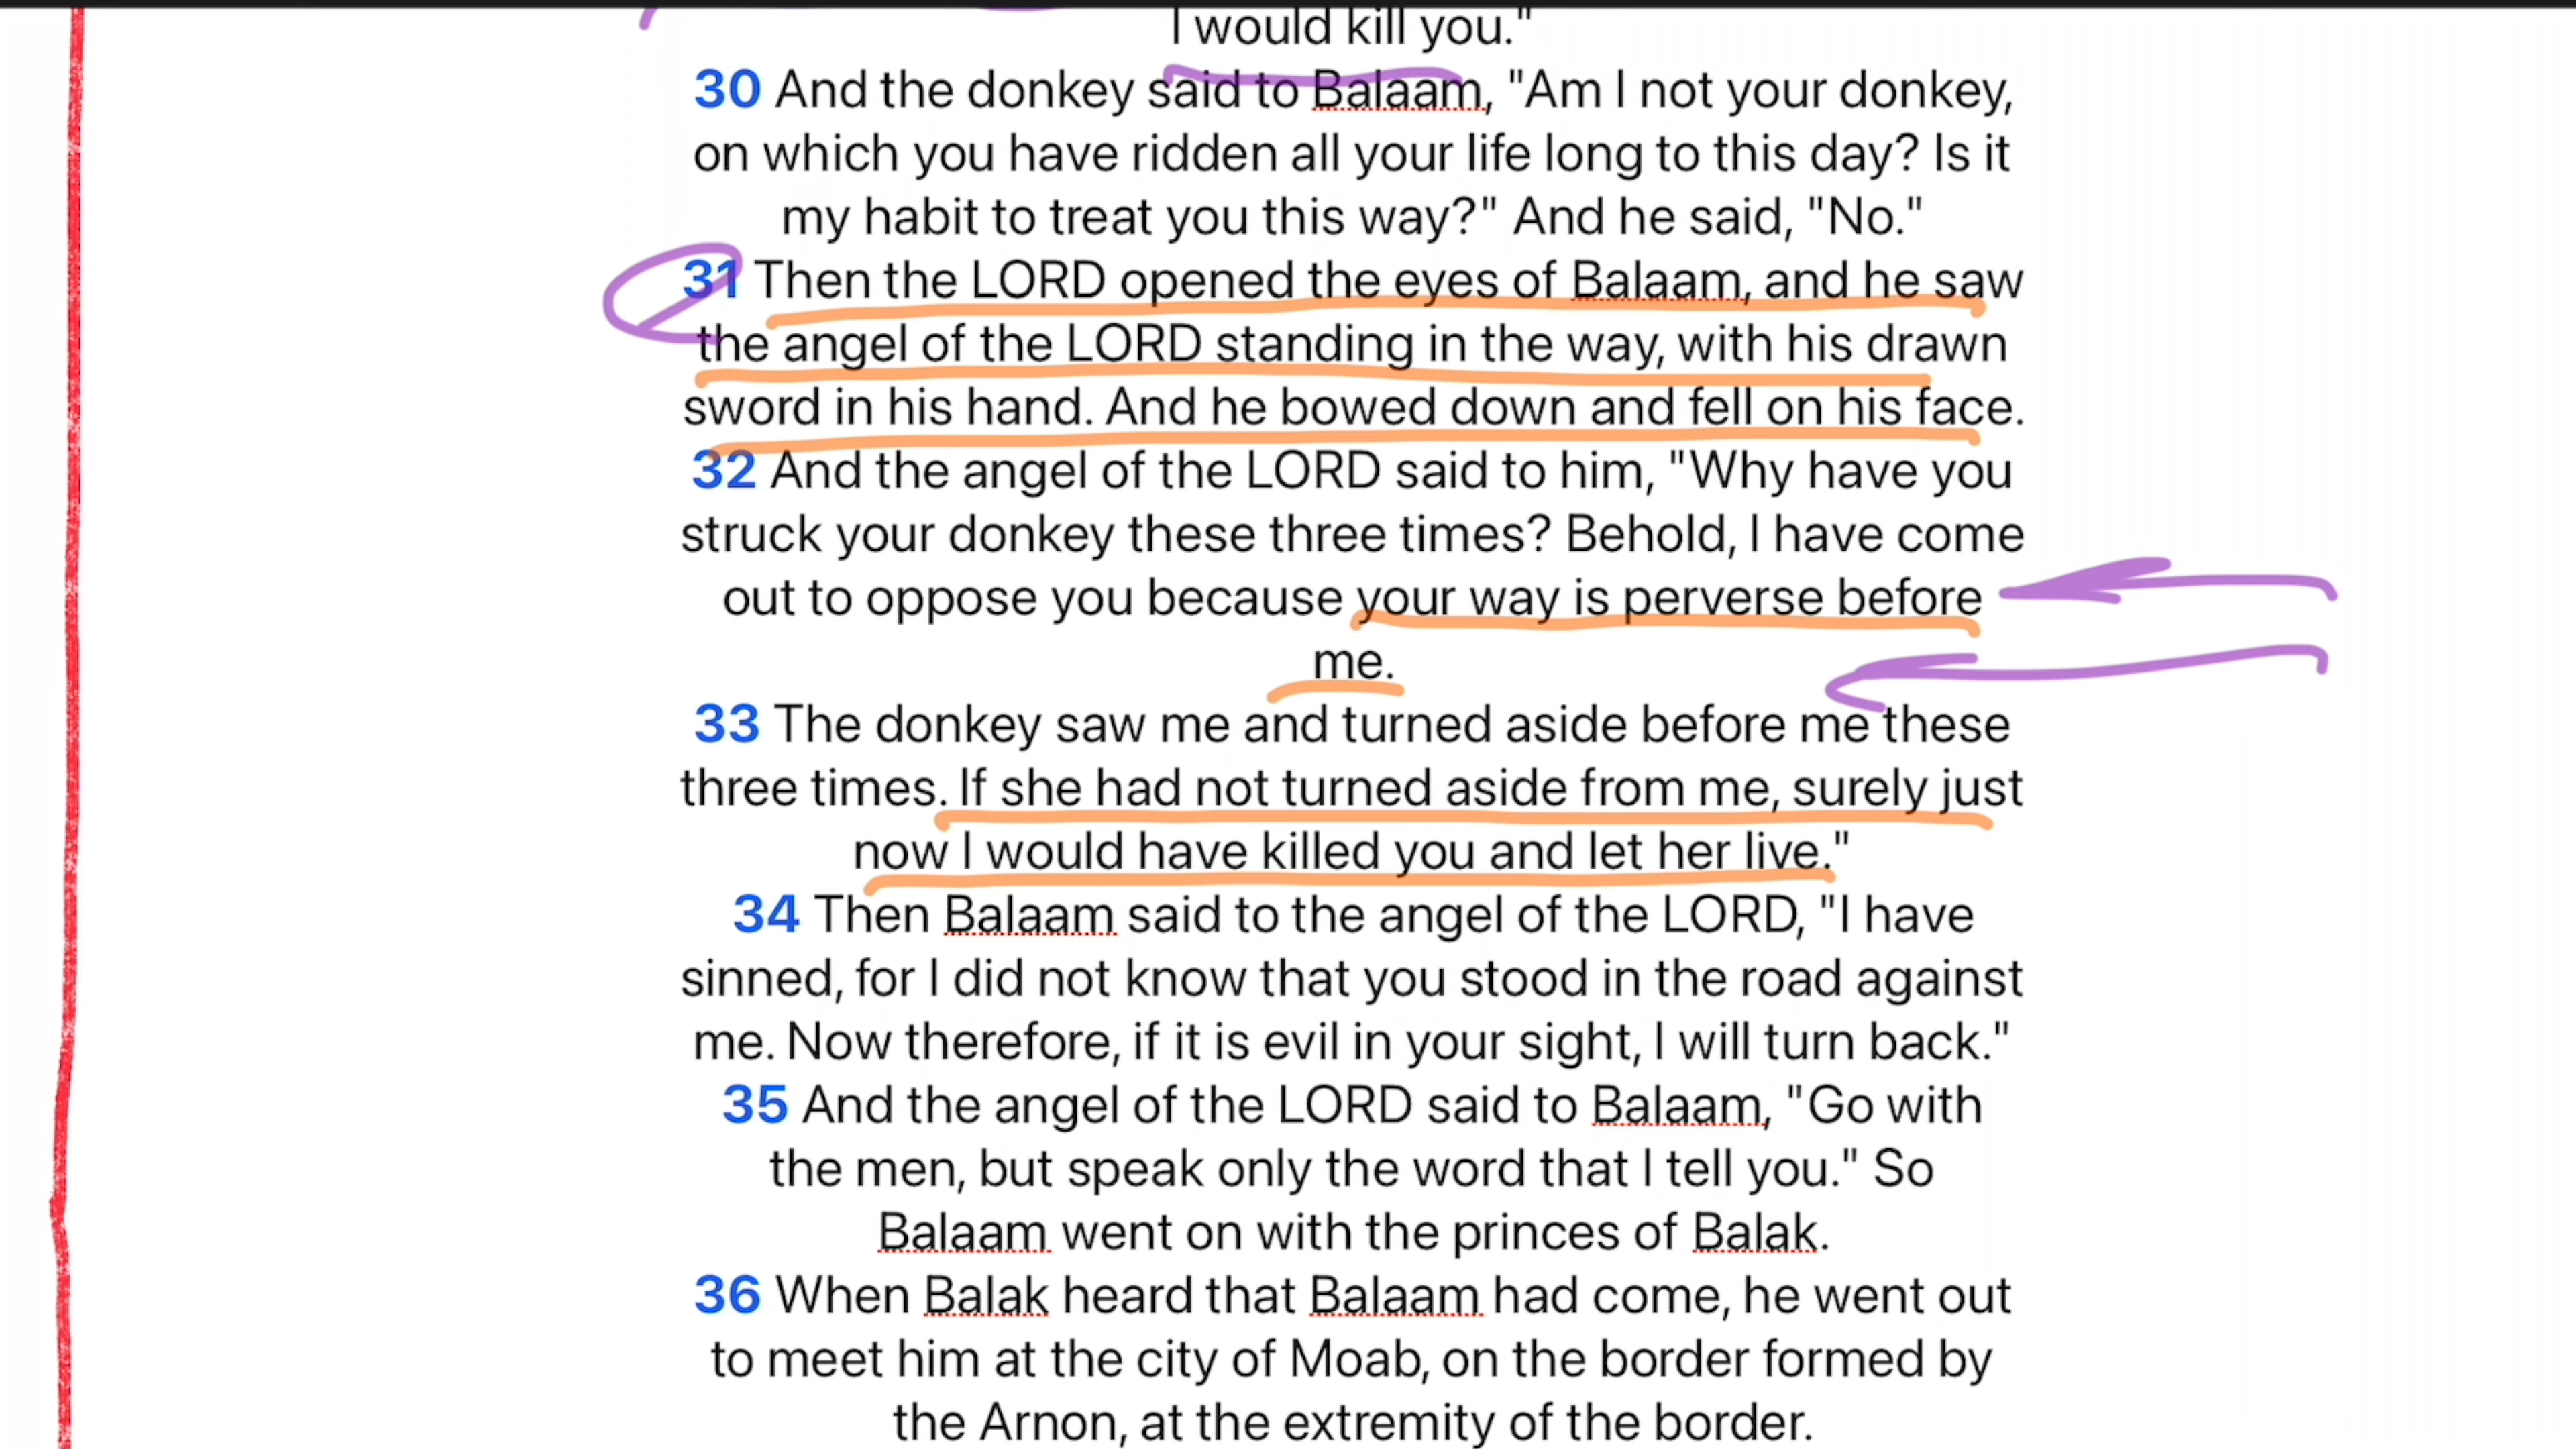 I would kill you."
30 And the donkey said to Balaam, "Am I not your donkey,
on which you have ridden all your life long to this day? Is it
my habit to treat you this way?" And he said, "No."
31 Then the LORD opened the eyes of Balaam, and he saw
the angel of the LORD standing in the way, with his drawn
sword in his hand. And he bowed down and fell on his face.
32 And the angel of the LORD said to him, "Why have you
struck your donkey these three times? Behold, I have come
out to oppose you because your way is perverse before
me.
33 The donkey saw me and turned aside before me these
three times. If she had not turned aside from me, surely just
now I would have killed you and let her live."
34 Then Balaam said to the angel of the LORD, "I have
sinned, for I did not know that you stood in the road against
me. Now therefore, if it is evil in your sight, I will turn back."
35 And the angel of the LORD said to Balaam, "Go with
the men, but speak only the word that I tell you." So
Balaam went on with the princes of Balak.
36 When Balak heard that Balaam had come, he went out
to meet him at the city of Moab, on the border formed by
the Arnon, at the extremity of the border.